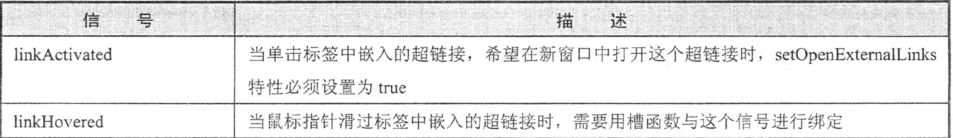 信 号 描 述
linkActivated 当单击标签中嵌入的超链接，希望在新窗口中打开这个超链接时，setOpenExternalLinks
特性必须设置为 true
linkHovered 当鼠标指针滑过标签中嵌入的超链接时，需要用槽函数与这个信号进行绑定